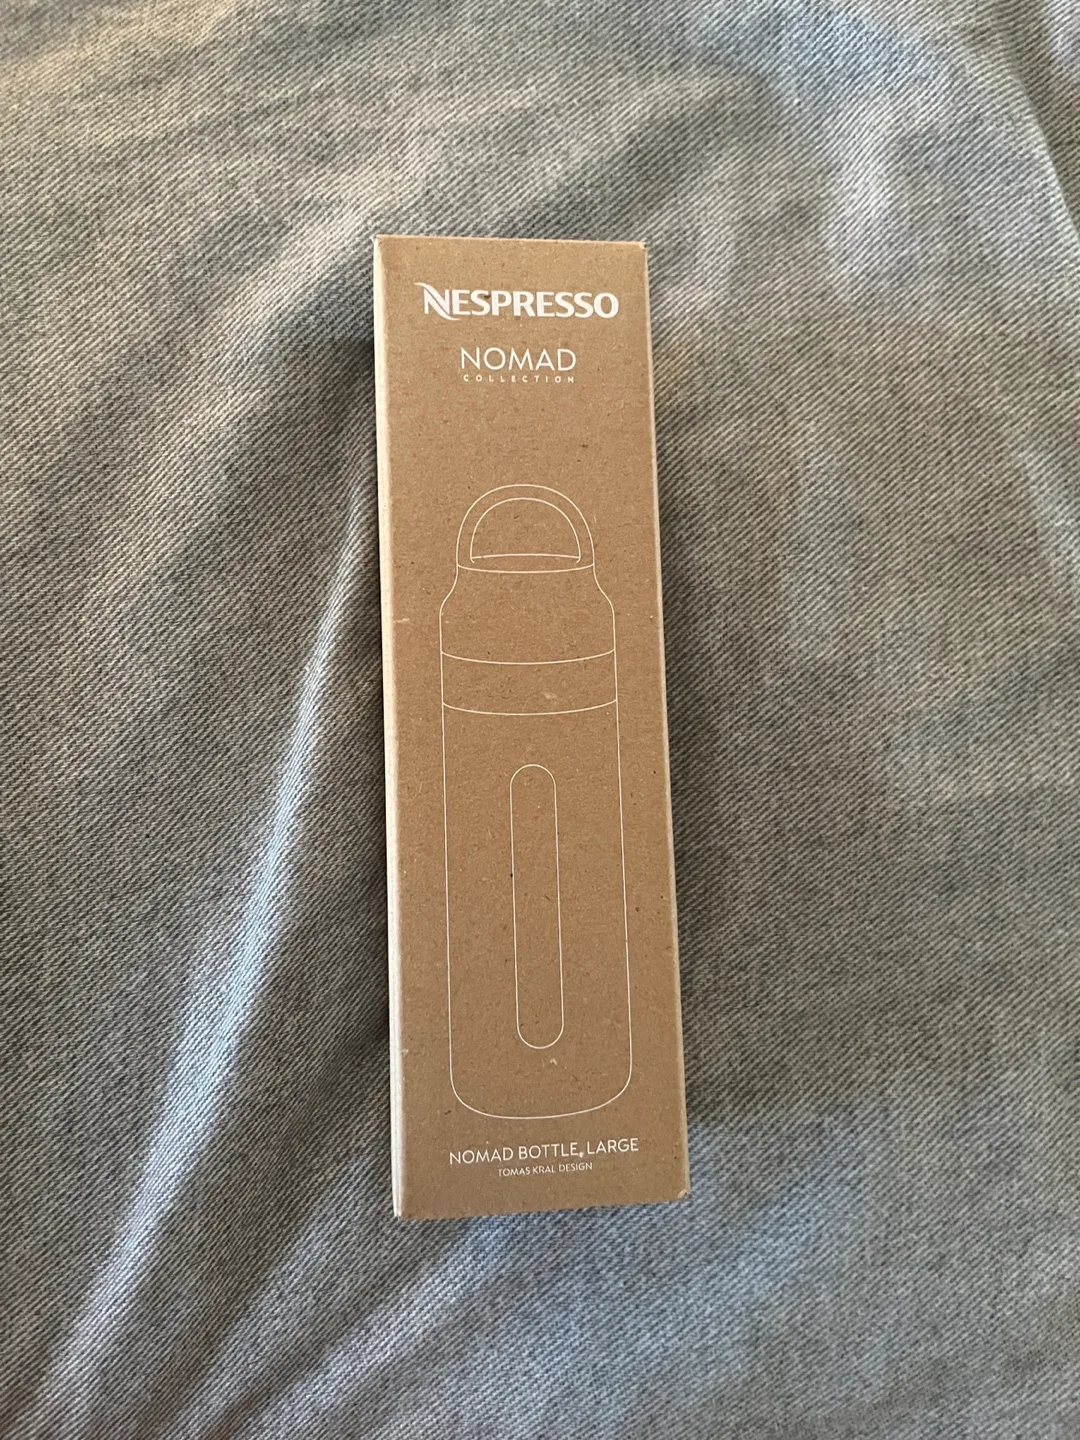 NESPRESSO
NOMAD
COLLECTION
NOMAD BOTTLE, LARGE
TOMAS KRAL DESIGN